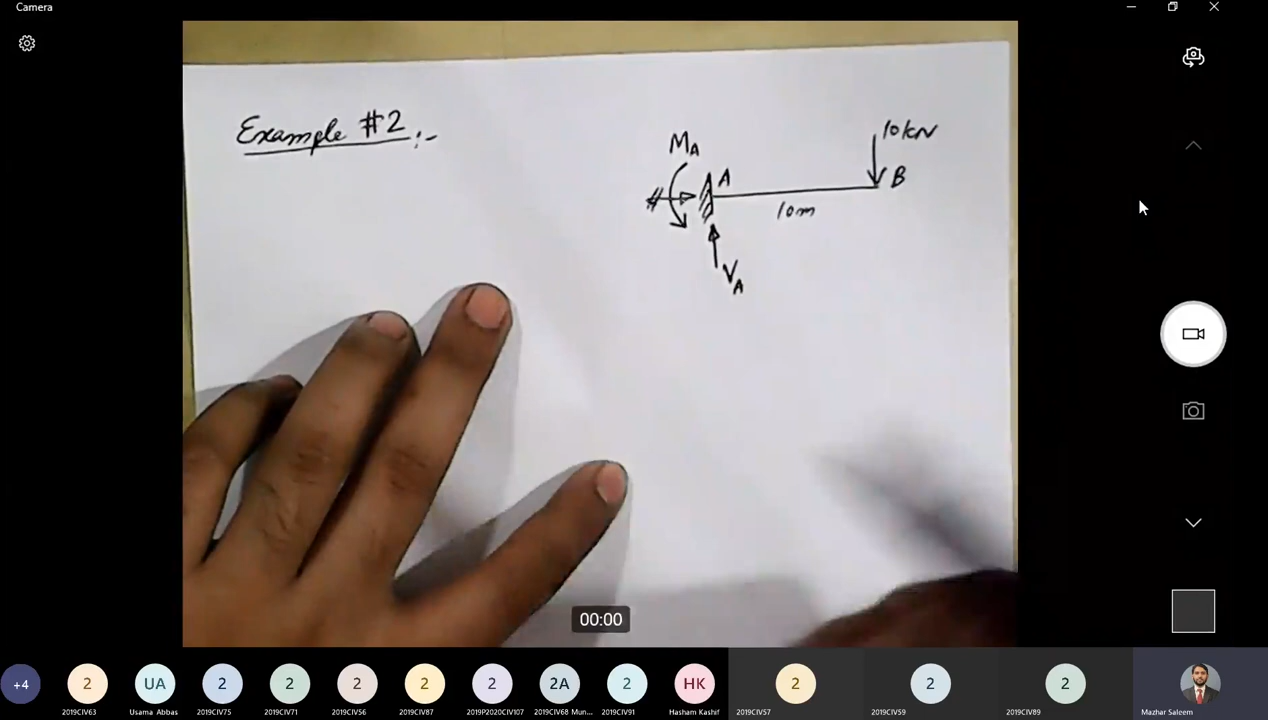 Camera
Example #2 :-
MA
10kN
A
B
10m
VA
00:00
+4
2
UA
2
2
2
2
2
2A
2
HK
2
2
2
2019CIV63
Usama Abbas
2019CIV75
2019CIV71
2019CIV56
2019CIV87
2019P2020CIV107
2019CIV68 Mun...
2019CIV91
Hasham Kashif
2019CIV57
2019CIV59
2019CIV89
Mazhar Saleem